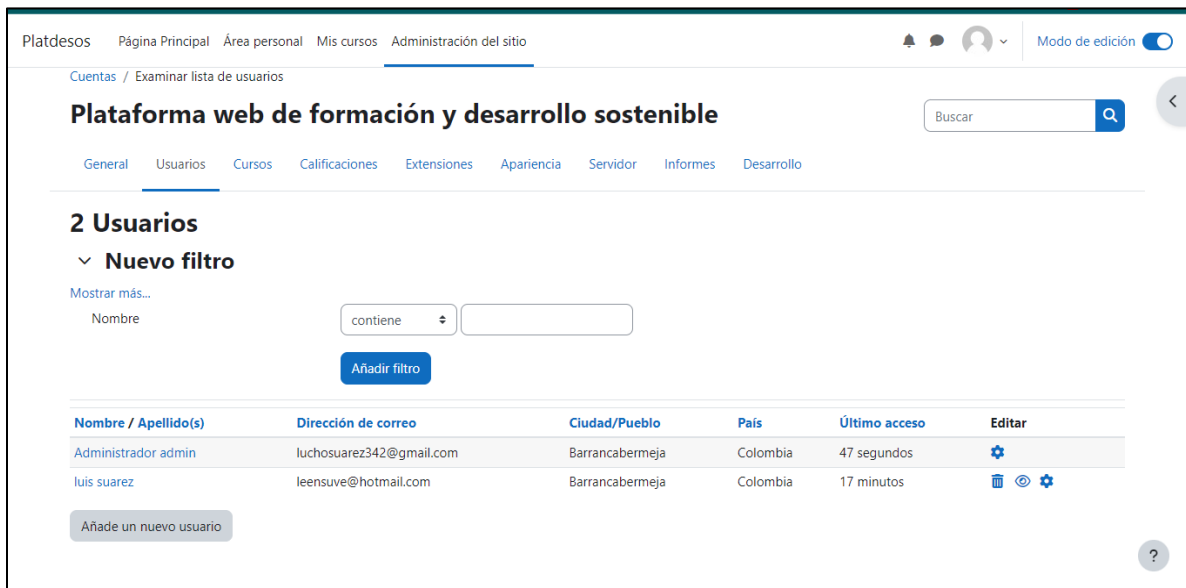 Platdesos Página Principal Área personal Mis cursos Administración del sitio Modo de edición
Cuentas / Examinar lista de usuarios
Plataforma web de formación y desarrollo sostenible
Buscar
General Usuarios Cursos Calificaciones Extensiones Apariencia Servidor Informes Desarrollo
2 Usuarios
Nuevo filtro
Mostrar más...
Nombre contiene
Añadir filtro
Nombre / Apellido(s) Dirección de correo Ciudad/Pueblo País Último acceso Editar
Administrador admin luchosuarez342@gmail.com Barrancabermeja Colombia 47 segundos
luis suarez leensuve@hotmail.com Barrancabermeja Colombia 17 minutos
Añade un nuevo usuario
?